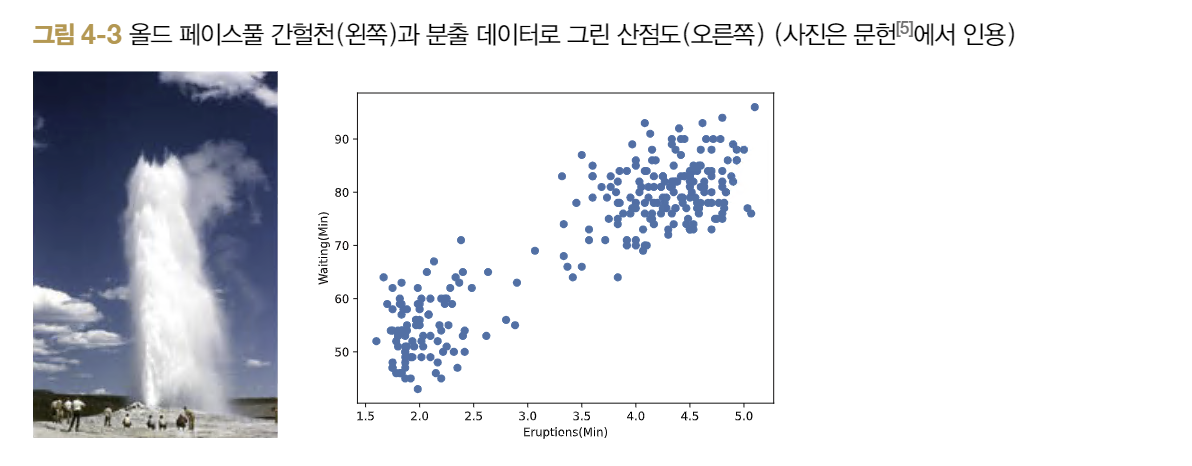 그림 4-3 올드 페이스풀 간헐천(왼쪽)과 분출 데이터로 그린 산점도(오른쪽) (사진은 문헌[5]에서 인용)
90
80
70
60
50
Waiting(Min)
1.5 2.0 2.5 3.0 3.5 4.0 4.5 5.0
Eruptions(Min)